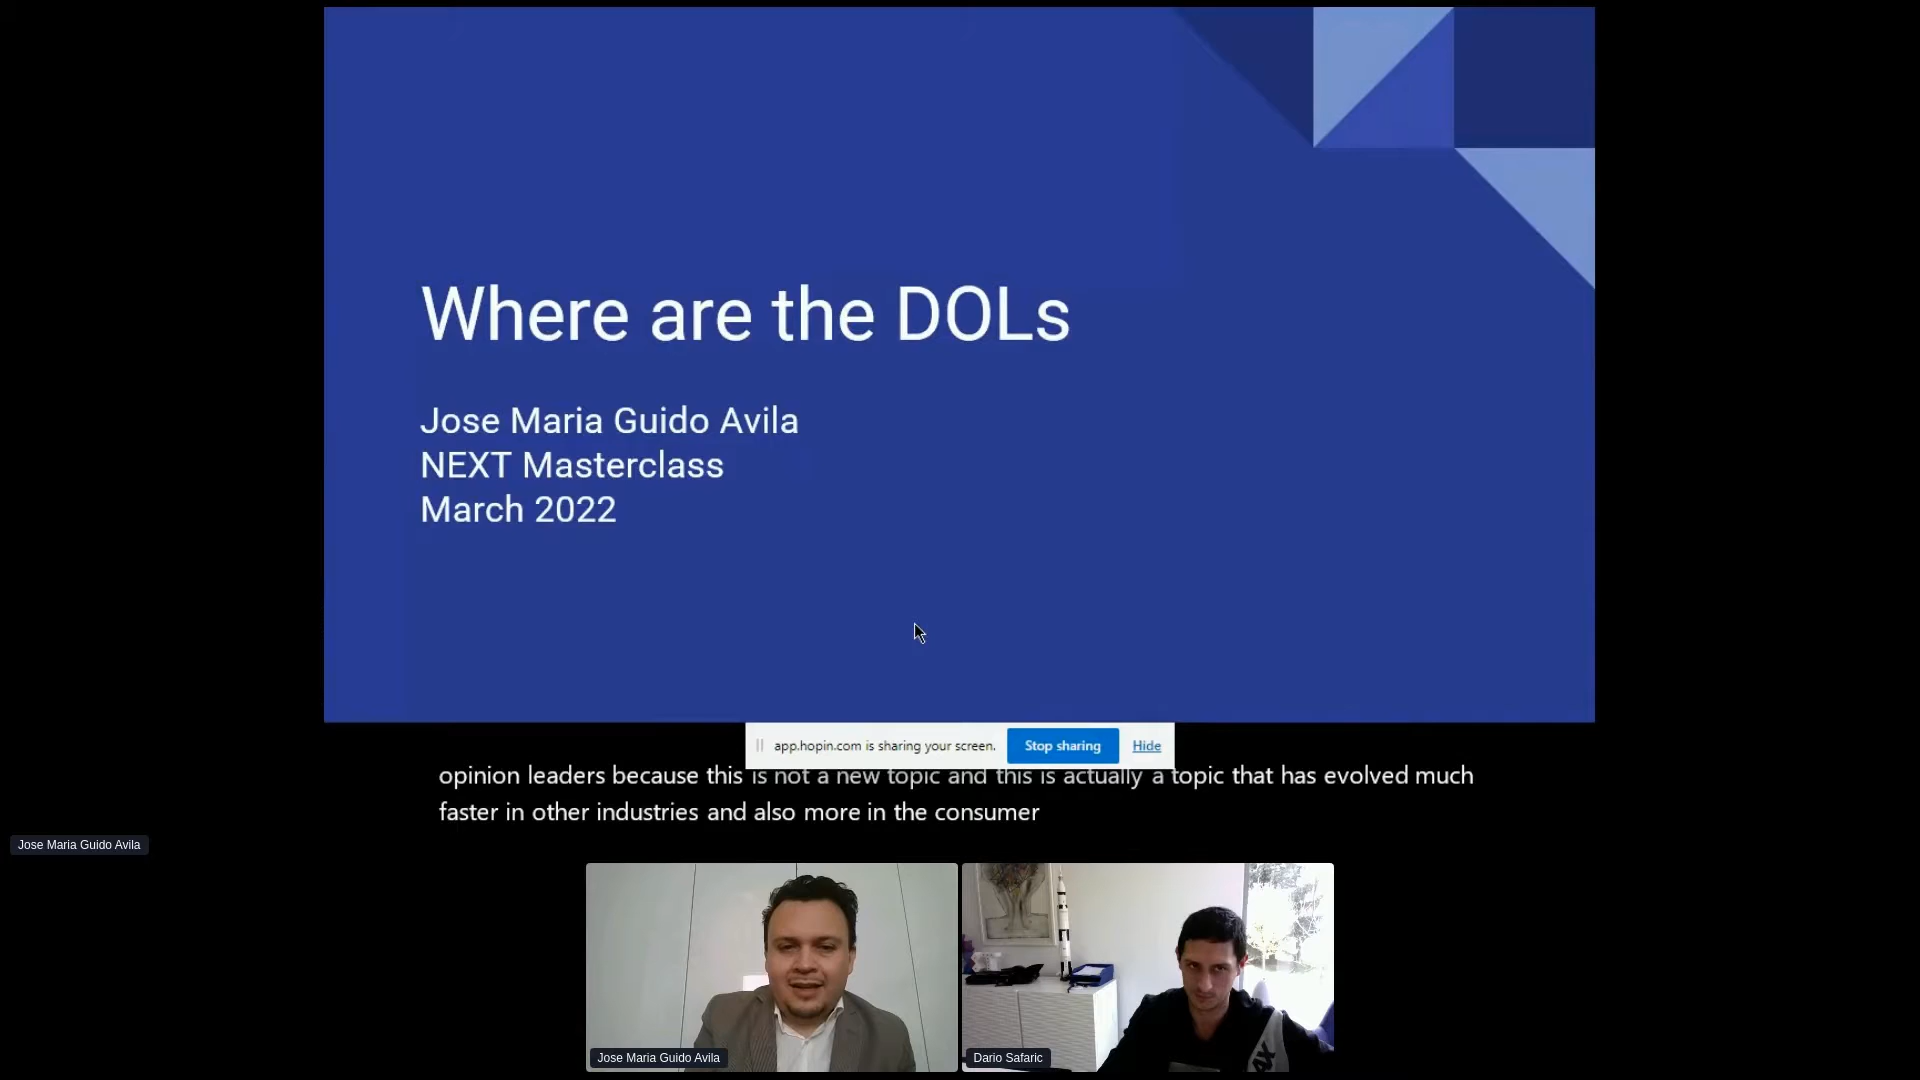 Where are the DOLs
Jose Maria Guido Avila
NEXT Masterclass
March 2022
app.hopin.com is sharing your screen. Stop sharing Hide
opinion leaders because this is not a new topic and this is actually a topic that has evolved much
faster in other industries and also more in the consumer
Jose Maria Guido Avila
Jose Maria Guido Avila
Dario Safaric